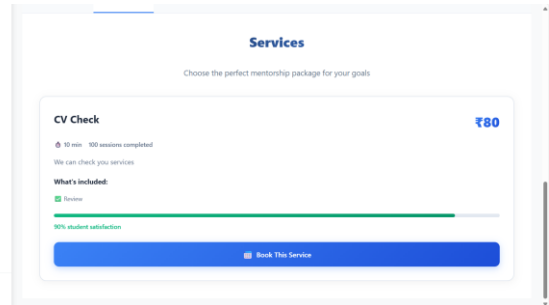 Services
Choose the perfect mentorship package for your goals
CV Check
₹80
10 min 100 sessions completed
We can check you services
What's included:
Review
90% student satisfaction
Book This Service